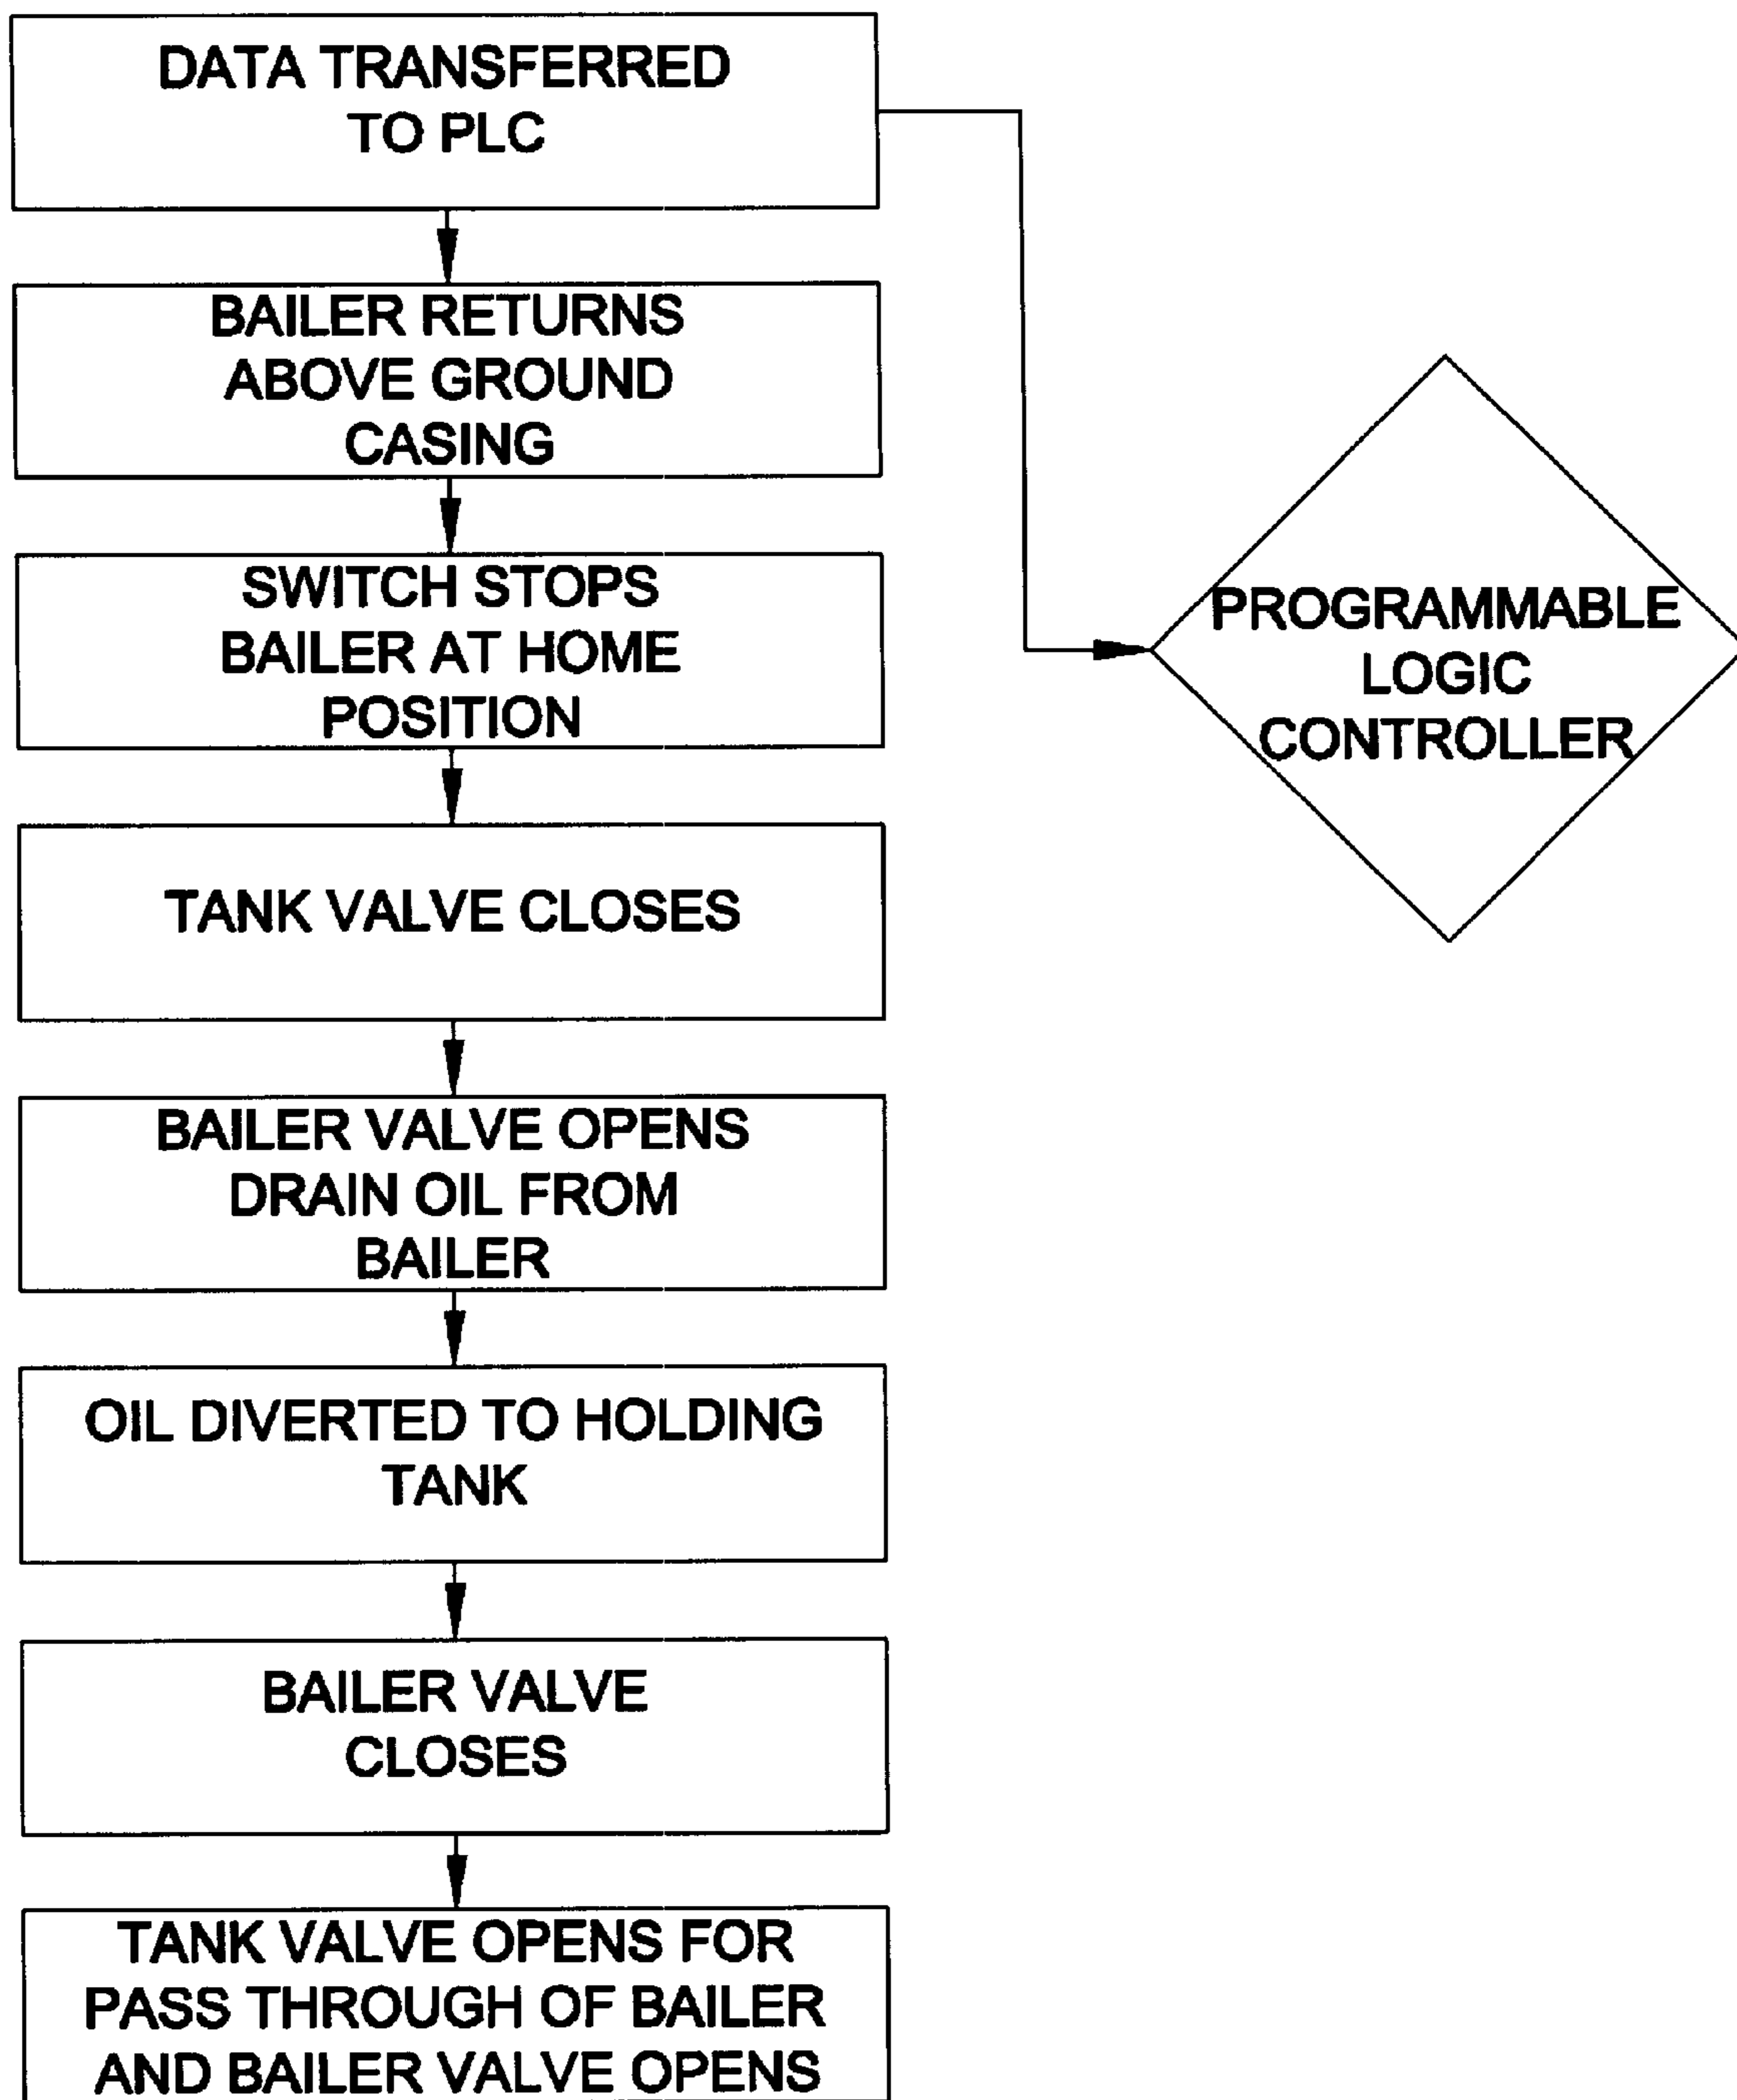 DATA TRANSFERRED
TO PLC
BAILER RETURNS
ABOVE GROUND
CASING
SWITCH STOPS
BAILER AT HOME
POSITION
PROGRAMMABLE
LOGIC
CONTROLLER
TANK VALVE CLOSES
BAILER VALVE OPENS
DRAIN OIL FROM
BAILER
OIL DIVERTED TO HOLDING
TANK
BAILER VALVE
CLOSES
TANK VALVE OPENS FOR
PASS THROUGH OF BAILER
AND BAILER VALVE OPENS